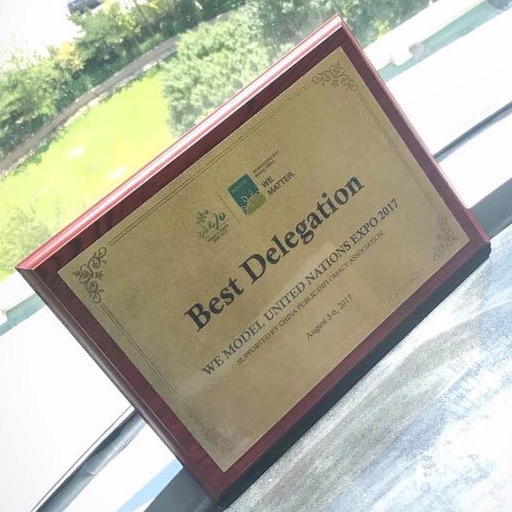 WE
MATTER.
Best Delegation
WE MODEL UNITED NATIONS EXPO 2017
SUPPORTED BY CHINA PUBLIC DIPLOMACY ASSOCIATION
August 3-6, 2017